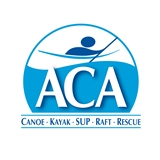 ACA
CANOE · KAYAK · SUP · RAFT · RESCUE